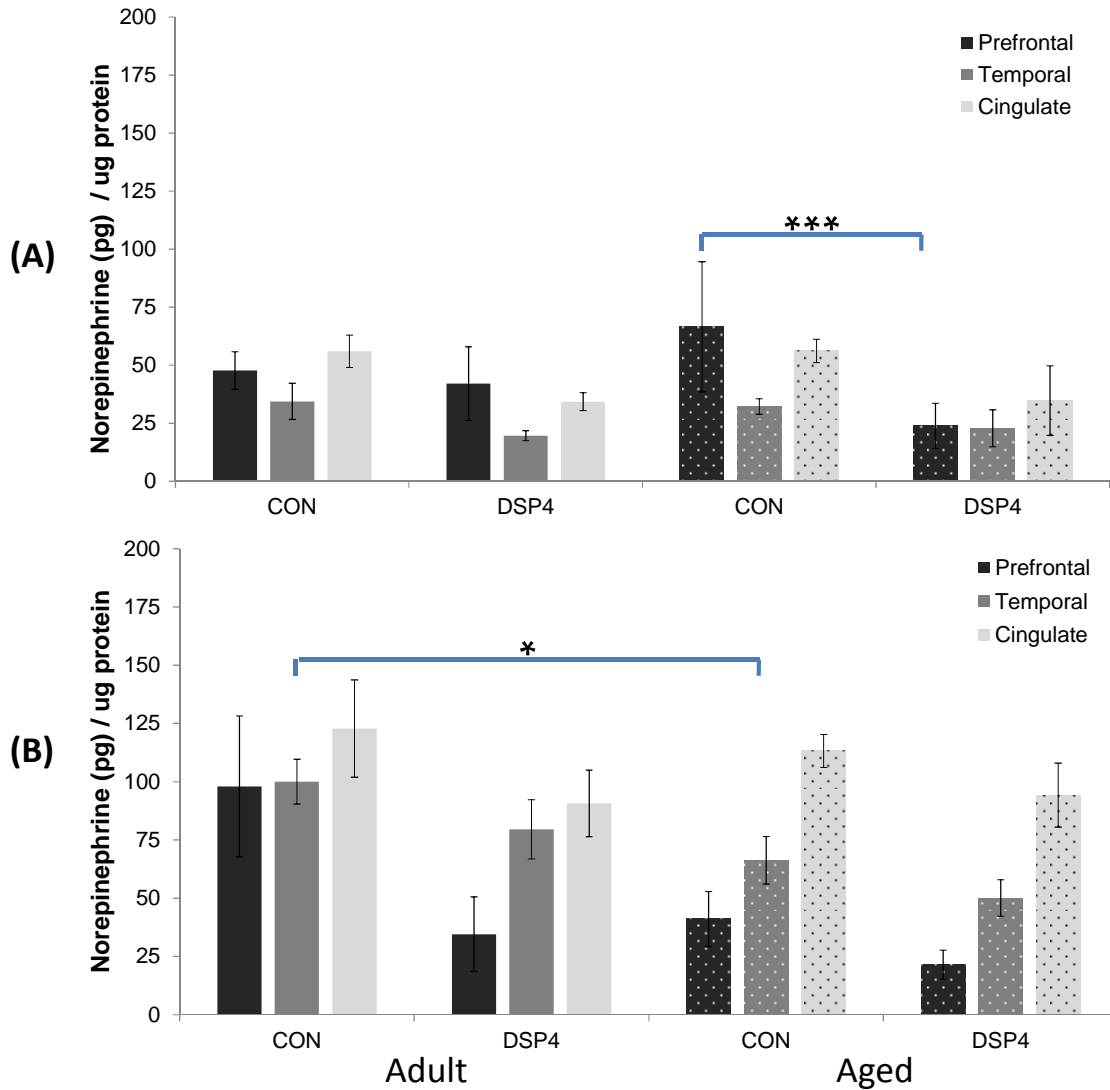 200
175
150
125
100
75
50
25
0
Norepinephrine (pg) / ug protein
(A)
Prefrontal
Temporal
Cingulate
***
CON DSP4 CON DSP4
200
175
150
125
100
75
50
25
0
Norepinephrine (pg) / ug protein
(B)
Prefrontal
Temporal
Cingulate
*
CON DSP4 CON DSP4
Adult Aged